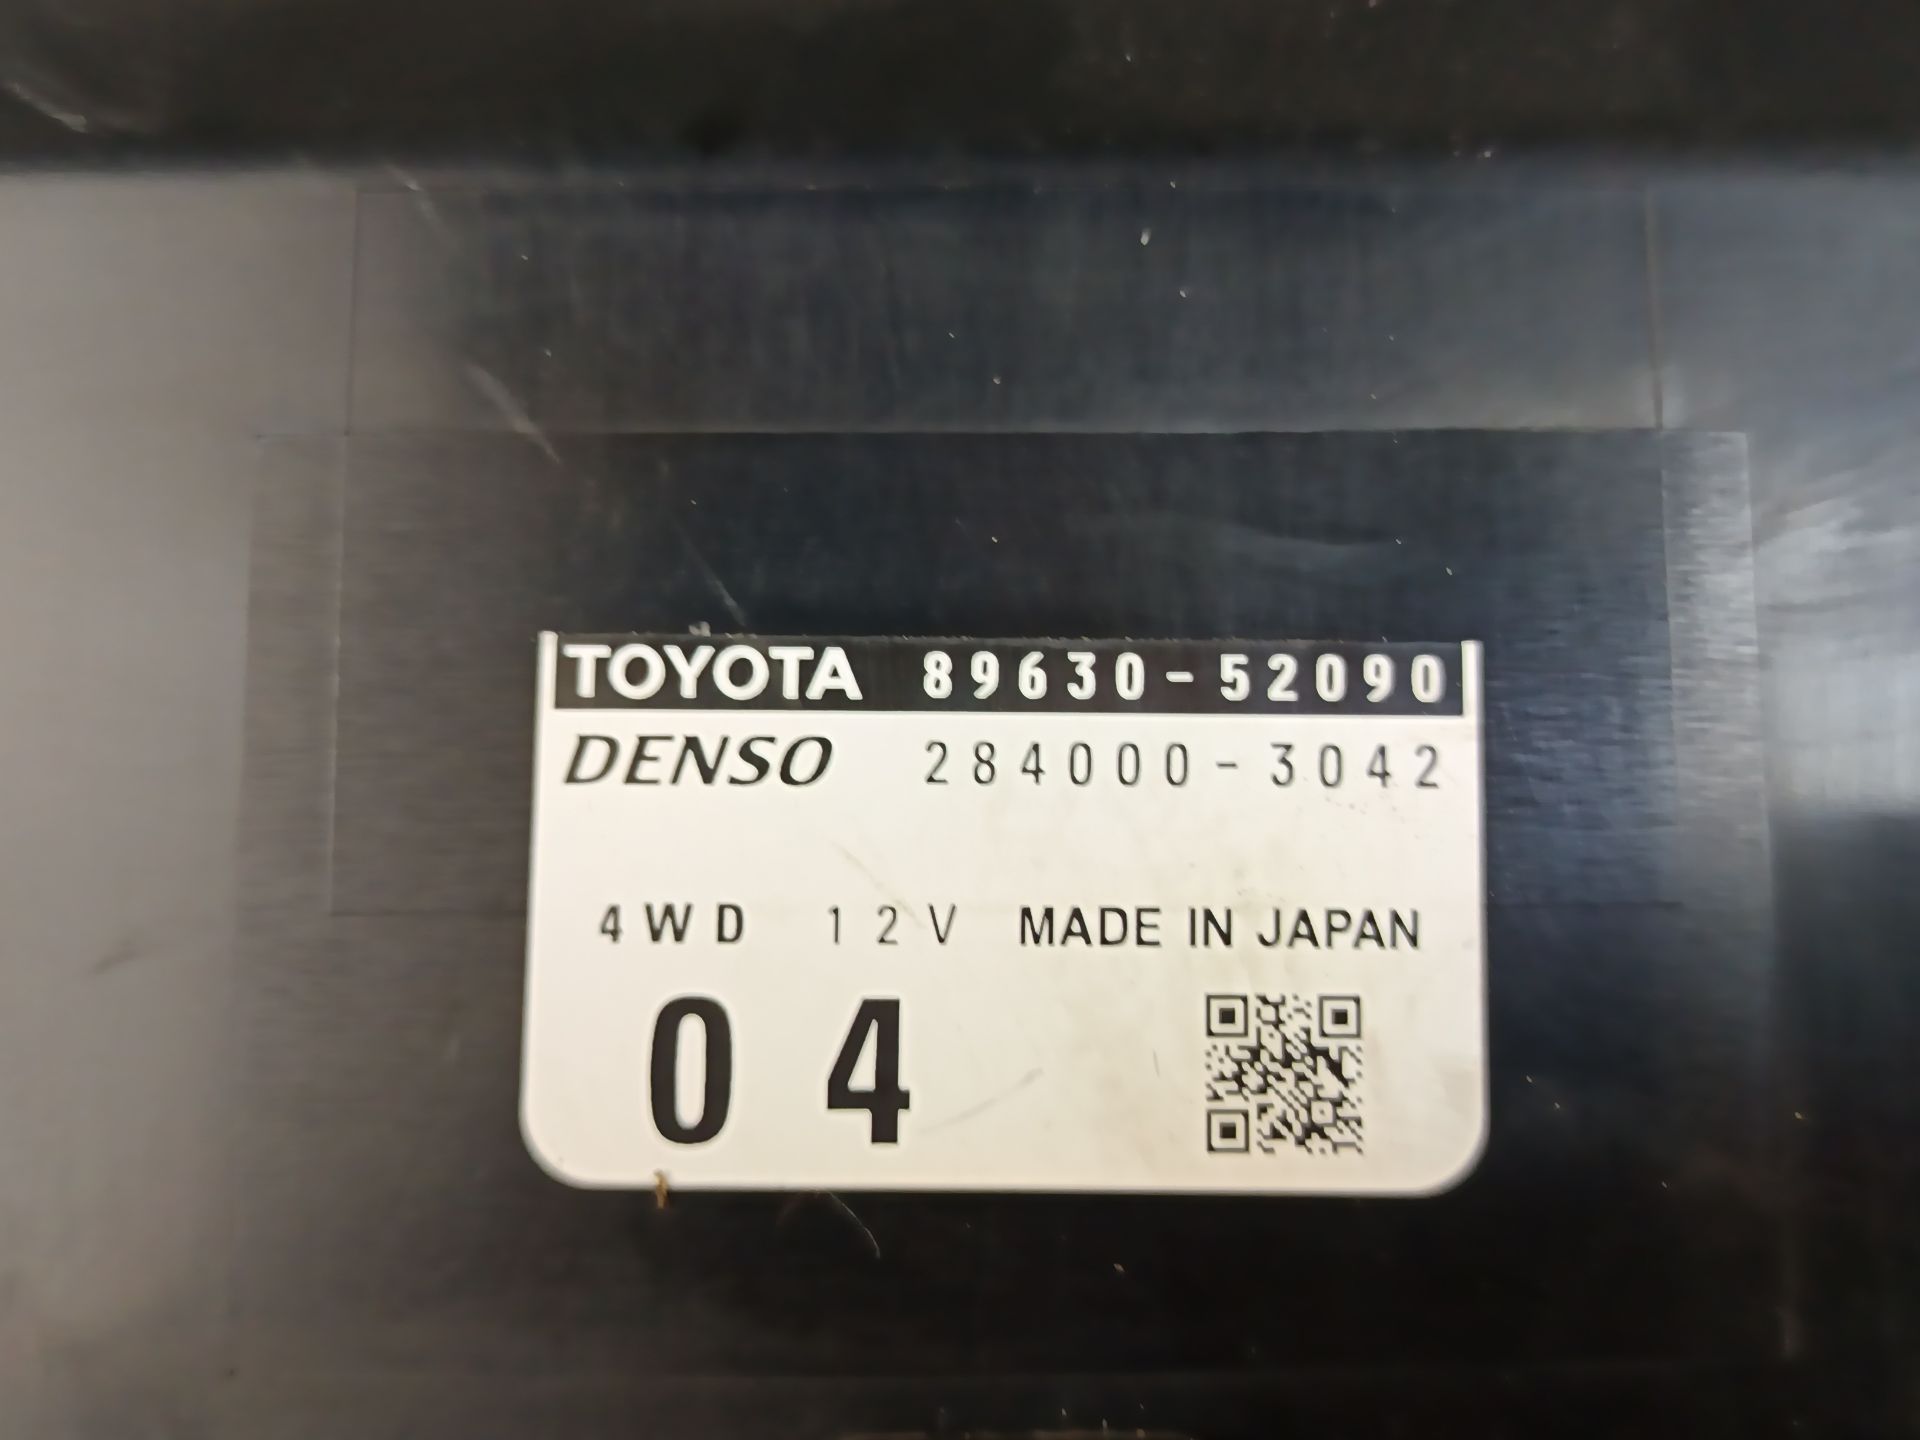 TOYOTA 89630-52090
DENSO 284000-3042
4WD 12V MADE IN JAPAN
04